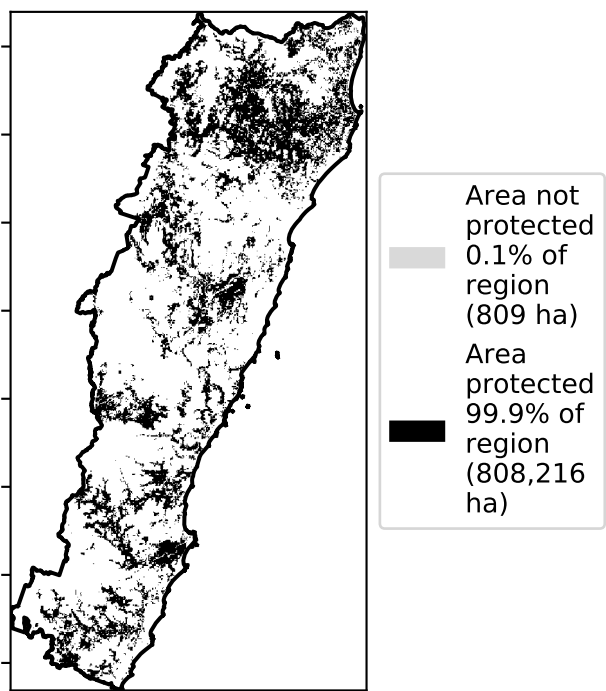 Area not
protected
0.1% of
region
(809 ha)
Area
protected
99.9% of
region
(808,216
ha)